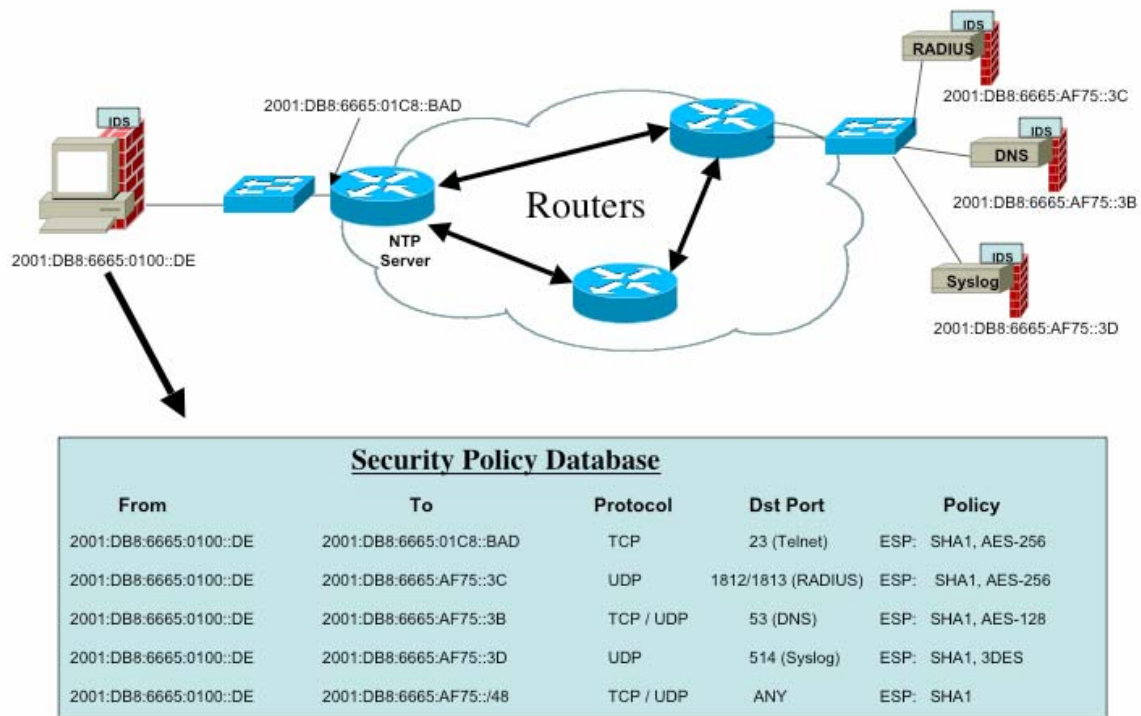 IDS
RADIUS
2001:DB8:6665:AF75::3C
2001:DB8:6665:01C8::BAD
IDS
IDS
DNS
2001:DB8:6665:AF75::3B
Routers
NTP
Server
2001:DB8:6665:0100::DE
IDS
Syslog
2001:DB8:6665:AF75::3D
Security Policy Database
From To Protocol Dst Port Policy
2001:DB8:6665:0100::DE 2001:DB8:6665:01C8::BAD TCP 23 (Telnet) ESP: SHA1, AES-256
2001:DB8:6665:0100::DE 2001:DB8:6665:AF75::3C UDP 1812/1813 (RADIUS) ESP: SHA1, AES-256
2001:DB8:6665:0100::DE 2001:DB8:6665:AF75::3B TCP / UDP 53 (DNS) ESP: SHA1, AES-128
2001:DB8:6665:0100::DE 2001:DB8:6665:AF75::3D UDP 514 (Syslog) ESP: SHA1, 3DES
2001:DB8:6665:0100::DE 2001:DB8:6665:AF75::/48 TCP / UDP ANY ESP: SHA1